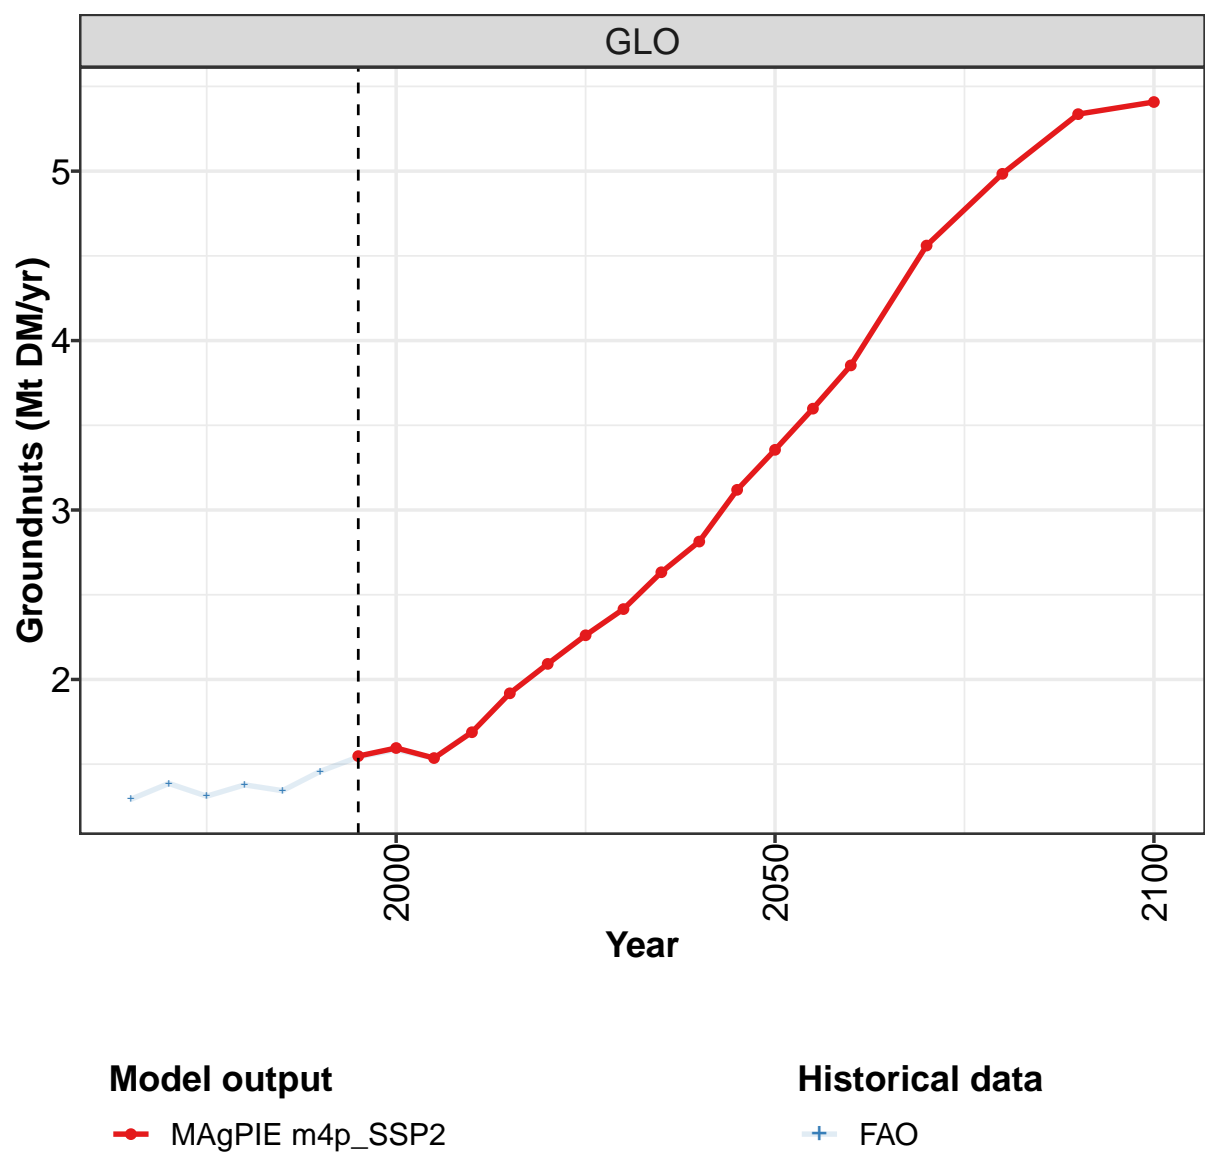 GLO
Groundnuts (Mt DM/yr)
5
4
3
2
2000
2050
2100
Year
Model output
MAgPIE m4p_SSP2
Historical data
FAO